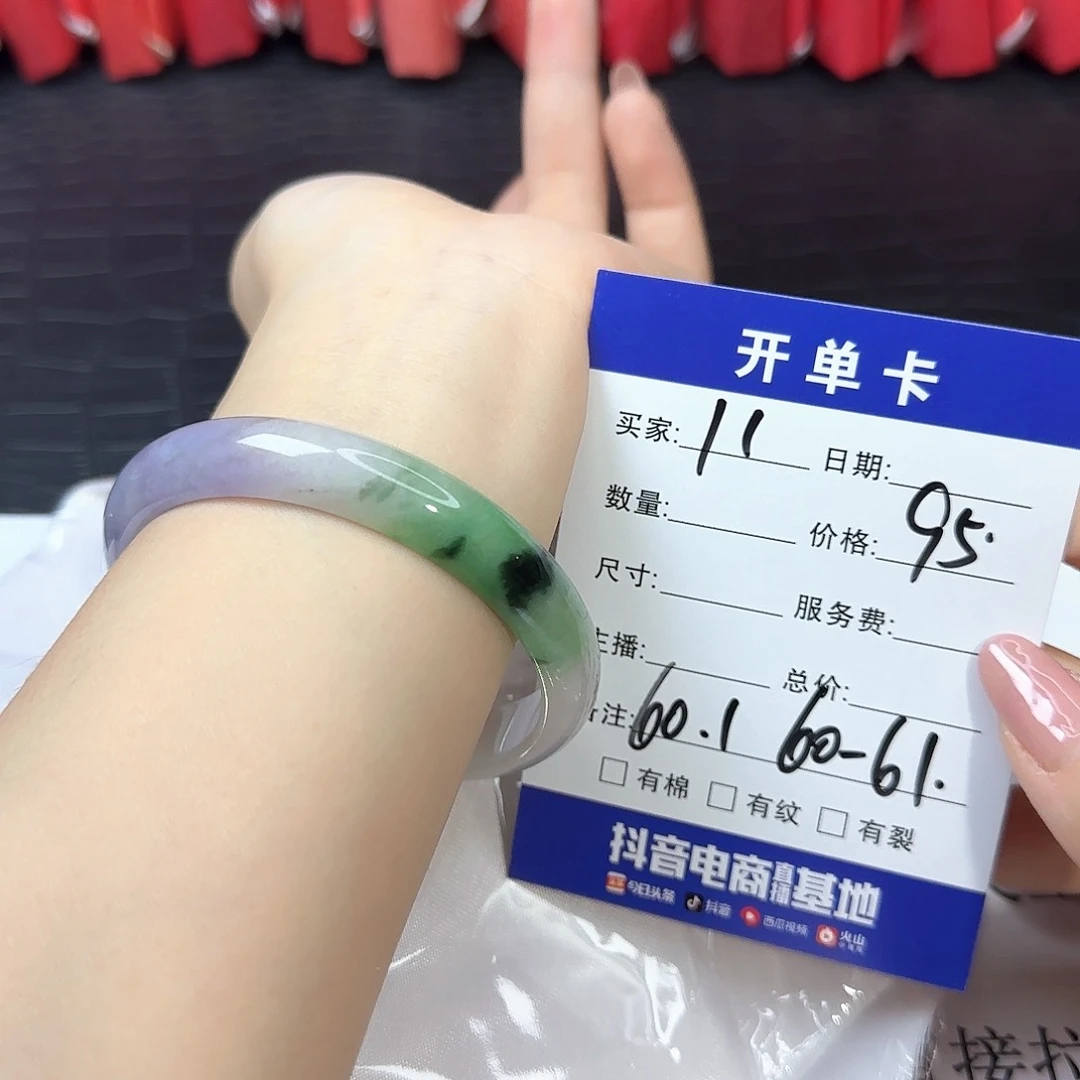 开单卡
买家: 11 日期:
数量: 价格: 95.
尺寸: 服务费:
主播: 总价:
备注: 60.1 60-61.
□ 有棉 □ 有纹 □ 有裂
抖音电商直播基地
今日头条 抖音 西瓜视频 火山
接拉